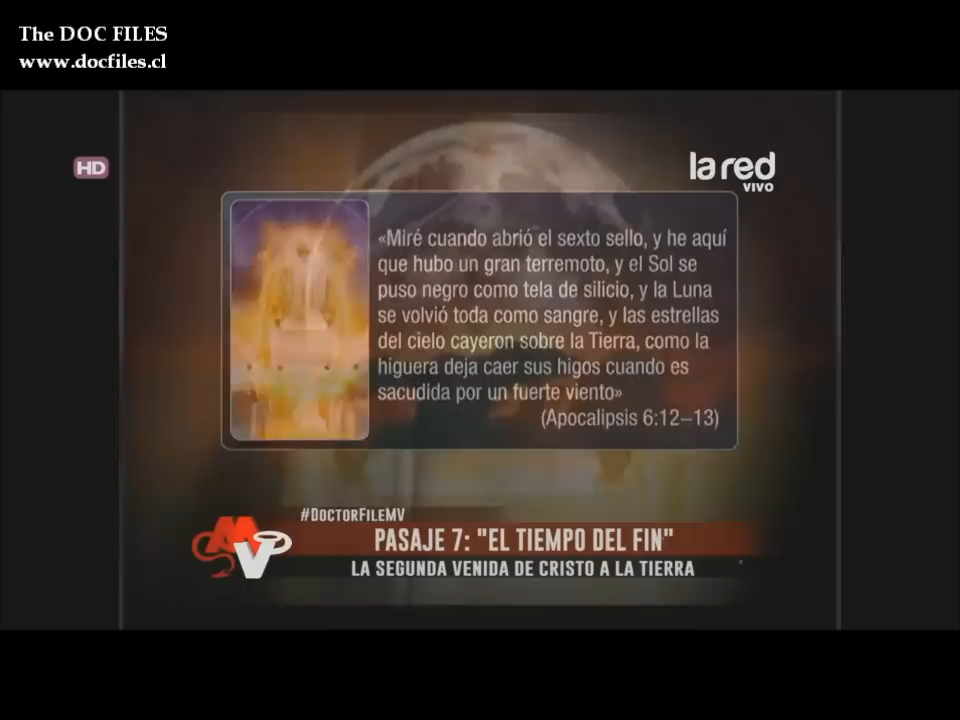 The DOC FILES
www.docfiles.cl
HD
la red
VIVO
«Miré cuando abrió el sexto sello, y he aquí
que hubo un gran terremoto, y el Sol se
puso negro como tela de silicio, y la Luna
se volvió toda como sangre, y las estrellas
del cielo cayeron sobre la Tierra, como la
higuera deja caer sus higos cuando es
sacudida por un fuerte viento»
(Apocalipsis 6:12–13)
#DOCTORFILEMV
MV
PASAJE 7: "EL TIEMPO DEL FIN"
LA SEGUNDA VENIDA DE CRISTO A LA TIERRA